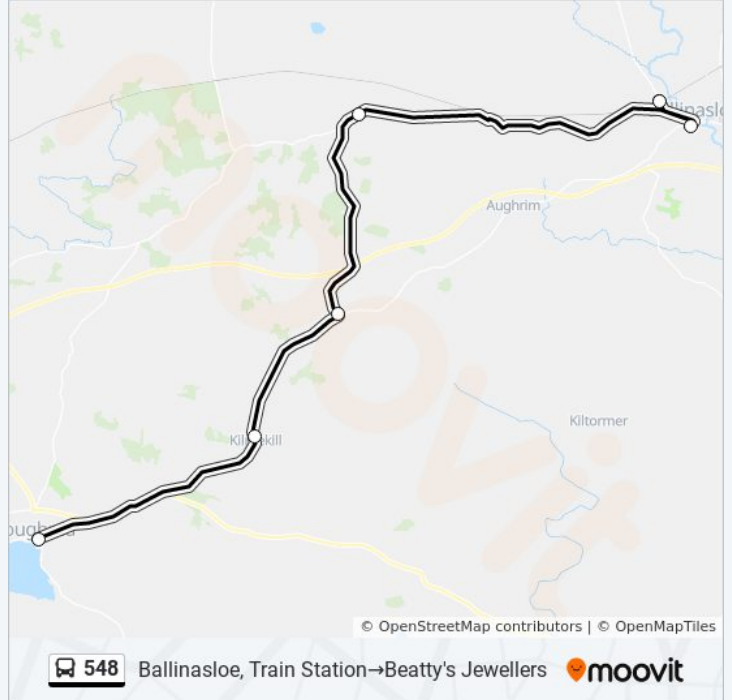 Aughrim
Kiltormer
© OpenStreetMap contributors | © OpenMapTiles
548 Ballinasloe, Train Station→Beatty's Jewellers moovit